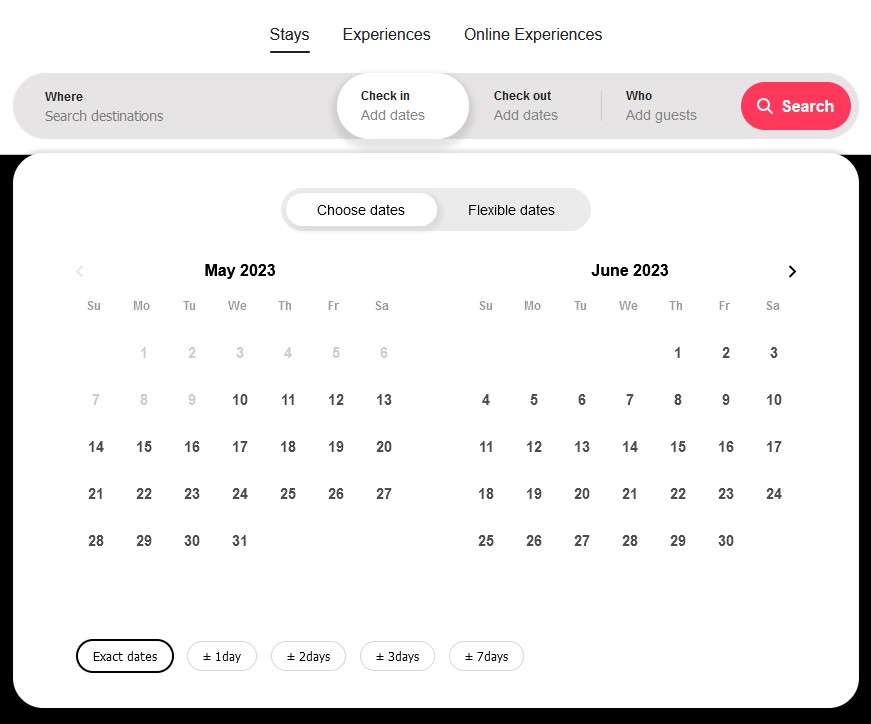 Stays Experiences Online Experiences
Where Check in Check out Who
Search destinations Add dates Add dates Add guests Search
Choose dates Flexible dates
May 2023 June 2023
Su Mo Tu We Th Fr Sa Su Mo Tu We Th Fr Sa
1 2 3 4 5 6 1 2 3
7 8 9 10 11 12 13 4 5 6 7 8 9 10
14 15 16 17 18 19 20 11 12 13 14 15 16 17
21 22 23 24 25 26 27 18 19 20 21 22 23 24
28 29 30 31 25 26 27 28 29 30
Exact dates ± 1day ± 2days ± 3days ± 7days